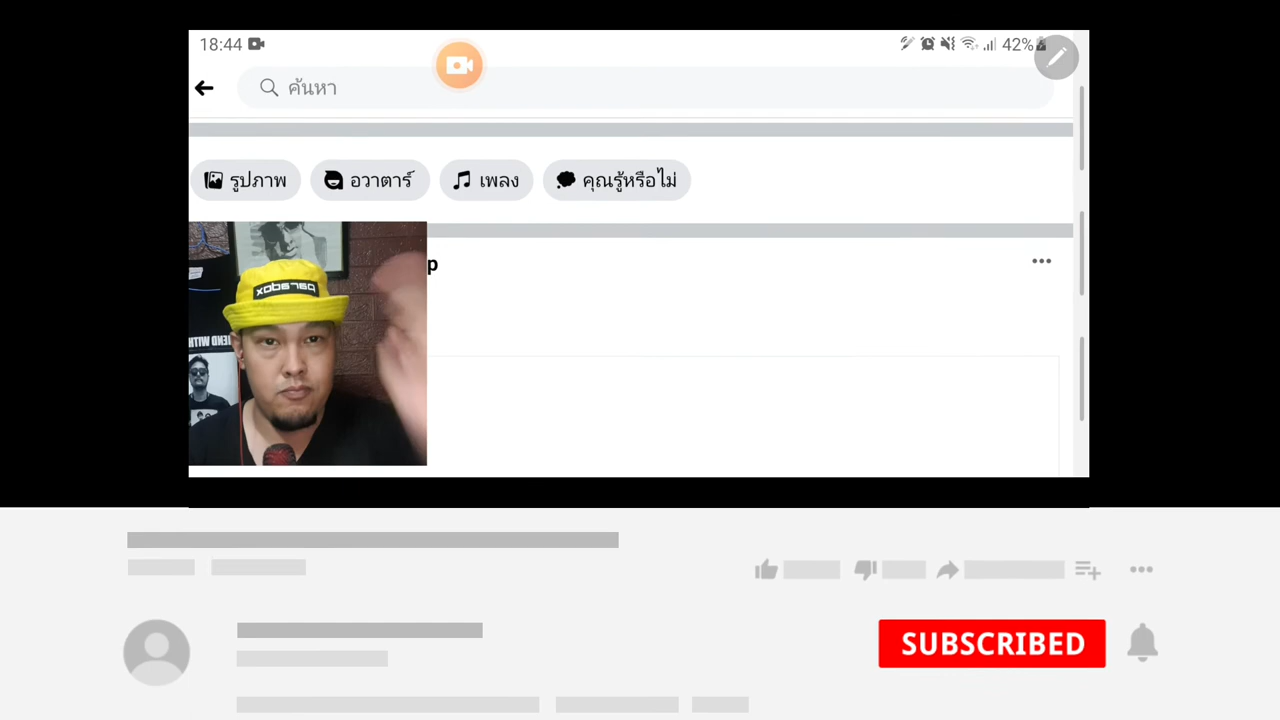 18:44
42%
ค้นหา
รูปภาพ
อวาตาร์
เพลง
คุณรู้หรือไม่
p
paradox
SUBSCRIBED